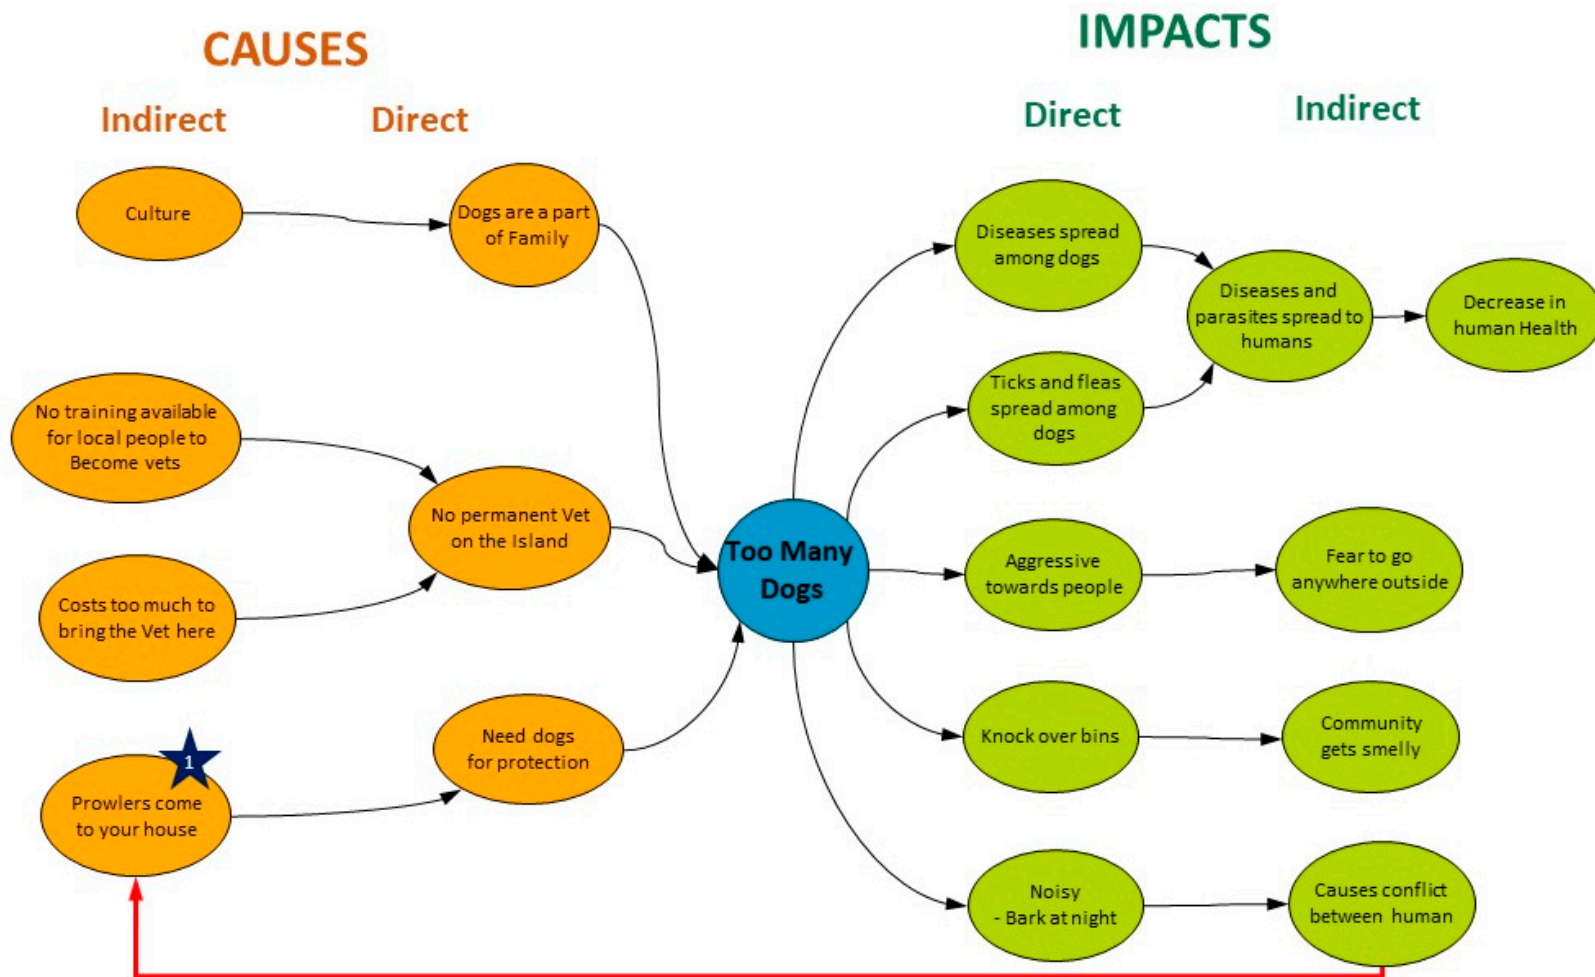 CAUSES
Indirect
Direct
Culture
Dogs are a part
of Family
No training available
for local people to
Become vets
No permanent Vet
on the Island
Costs too much to
bring the Vet here
1
Prowlers come
to your house
Need dogs
for protection
Too Many
Dogs
IMPACTS
Direct
Indirect
Diseases spread
among dogs
Diseases and
parasites spread to
humans
Decrease in
human Health
Ticks and fleas
spread among
dogs
Aggressive
towards people
Fear to go
anywhere outside
Knock over bins
Community
gets smelly
Noisy
- Bark at night
Causes conflict
between human